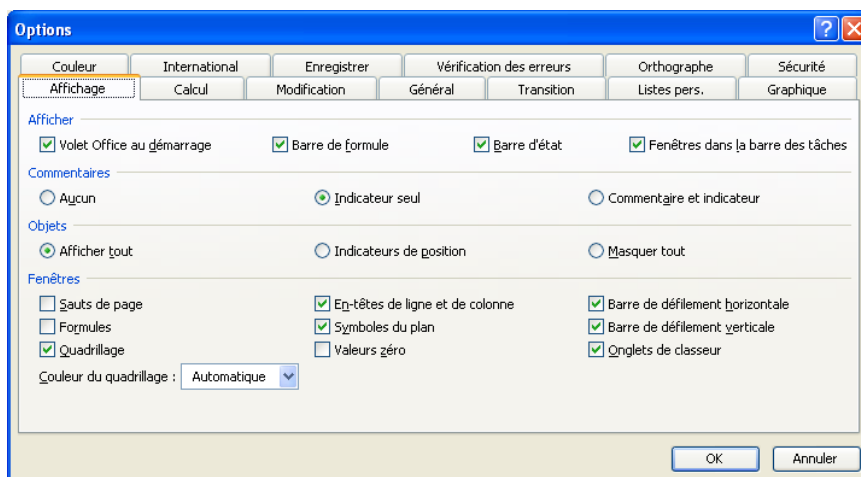 Options
Couleur International Enregistrer Vérification des erreurs Orthographe Sécurité
Affichage Calcul Modification Général Transition Listes pers. Graphique
Afficher
Volet Office au démarrage Barre de formule Barre d'état Fenêtres dans la barre des tâches
Commentaires
Aucun Indicateur seul Commentaire et indicateur
Objets
Afficher tout Indicateurs de position Masquer tout
Fenêtres
Sauts de page En-têtes de ligne et de colonne Barre de défilement horizontale
Formules Symboles du plan Barre de défilement verticale
Quadrillage Valeurs zéro Onglets de classeur
Couleur du quadrillage : Automatique
OK Annuler